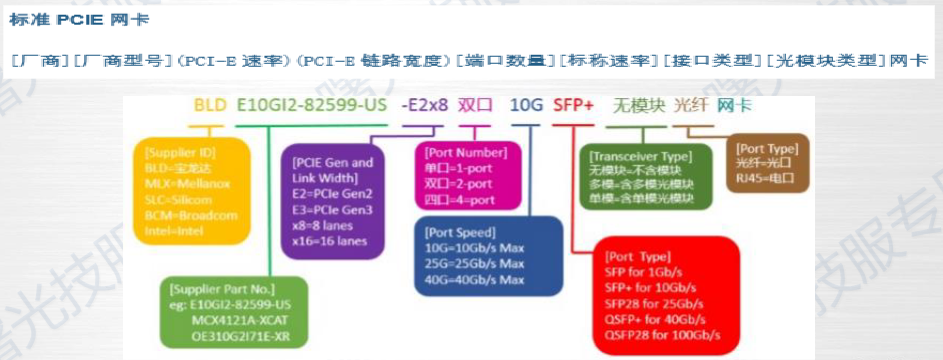 标准 PCIE 网卡
[厂商][厂商型号](PCI-E 速率)(PCI-E 链路宽度)[端口数量][标称速率][接口类型][光模块类型]网卡
BLD E10GI2-82599-US -E2x8 双口 10G SFP+ 无模块 光纤 网卡
[Supplier ID]
BLD=宝龙达
MLX=Mellanox
SLC=Silicom
BCM=Broadcom
Intel=Intel
[PCIE Gen and
Link Width]
E2=PCIe Gen2
E3=PCIe Gen3
x8=8 lanes
x16=16 lanes
[Port Number]
单口=1-port
双口=2-port
四口=4-port
[Transceiver Type]
无模块=不含模块
多模=含多模光模块
单模=含单模光模块
[Port Type]
光纤=光口
RJ45=电口
[Port Speed]
10G=10Gb/s Max
25G=25Gb/s Max
40G=40Gb/s Max
[Supplier Part No.]
eg: E10GI2-82599-US
MCX4121A-XCAT
OE310G2I71E-XR
[Port Type]
SFP for 1Gb/s
SFP+ for 10Gb/s
SFP28 for 25Gb/s
QSFP+ for 40Gb/s
QSFP28 for 100Gb/s